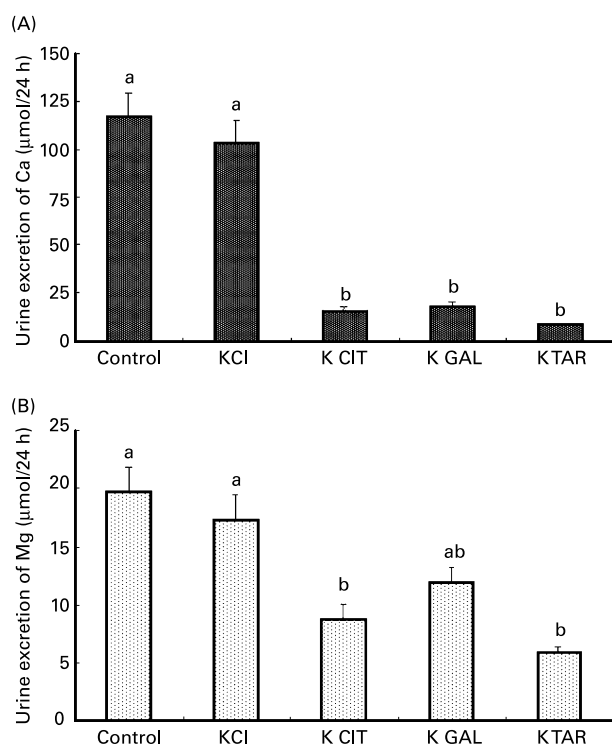 (A)
Urine excretion of Ca (μmol/24 h)
150
125
100
75
50
25
0
a
a
b
b
b
Control
KCl
K CIT
K GAL
K TAR
(B)
Urine excretion of Mg (μmol/24 h)
25
20
15
10
5
0
a
a
b
ab
b
Control
KCl
K CIT
K GAL
K TAR